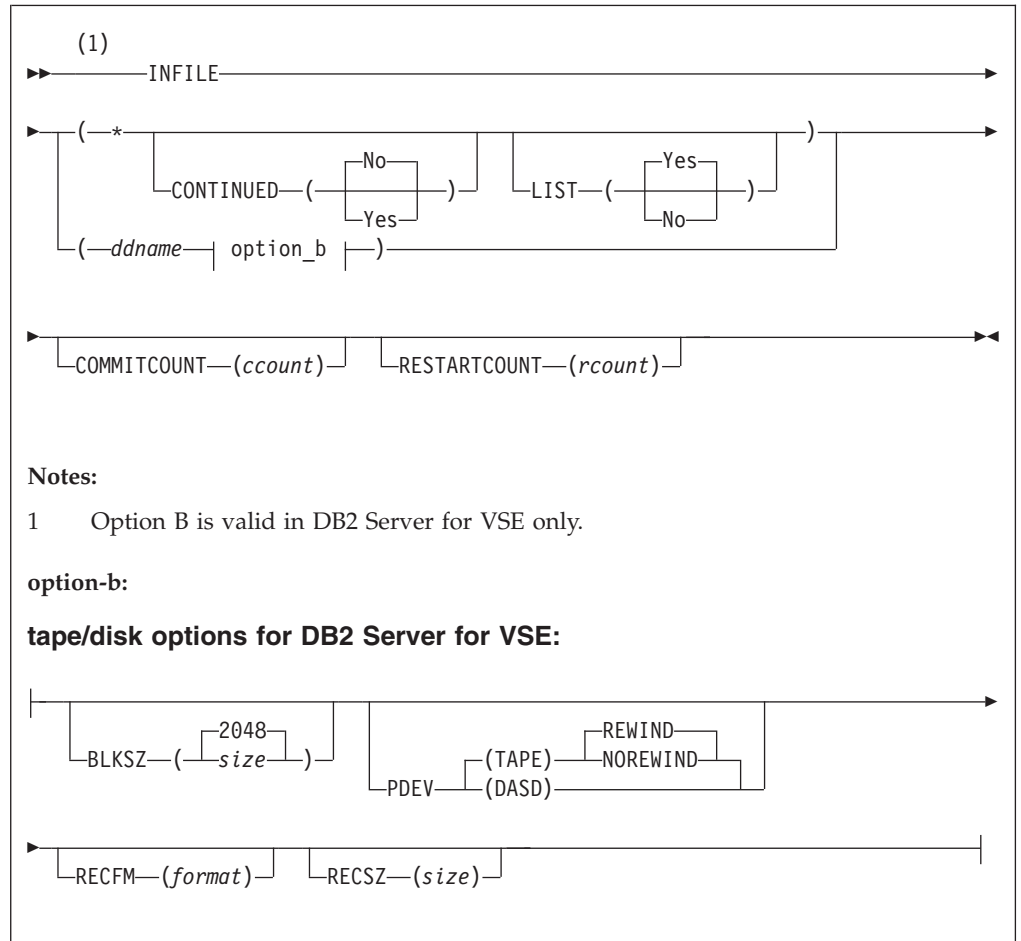 (1)
INFILE
( * ) 
No Yes
CONTINUED ( ) LIST ( )
Yes No
( ddname option_b )
COMMITCOUNT (ccount) RESTARTCOUNT (rcount)
Notes:
1 Option B is valid in DB2 Server for VSE only.
option-b:
tape/disk options for DB2 Server for VSE:
2048 REWIND
BLKSZ ( size ) (TAPE) NOREWIND
PDEV (DASD)
RECFM (format) RECSZ (size)